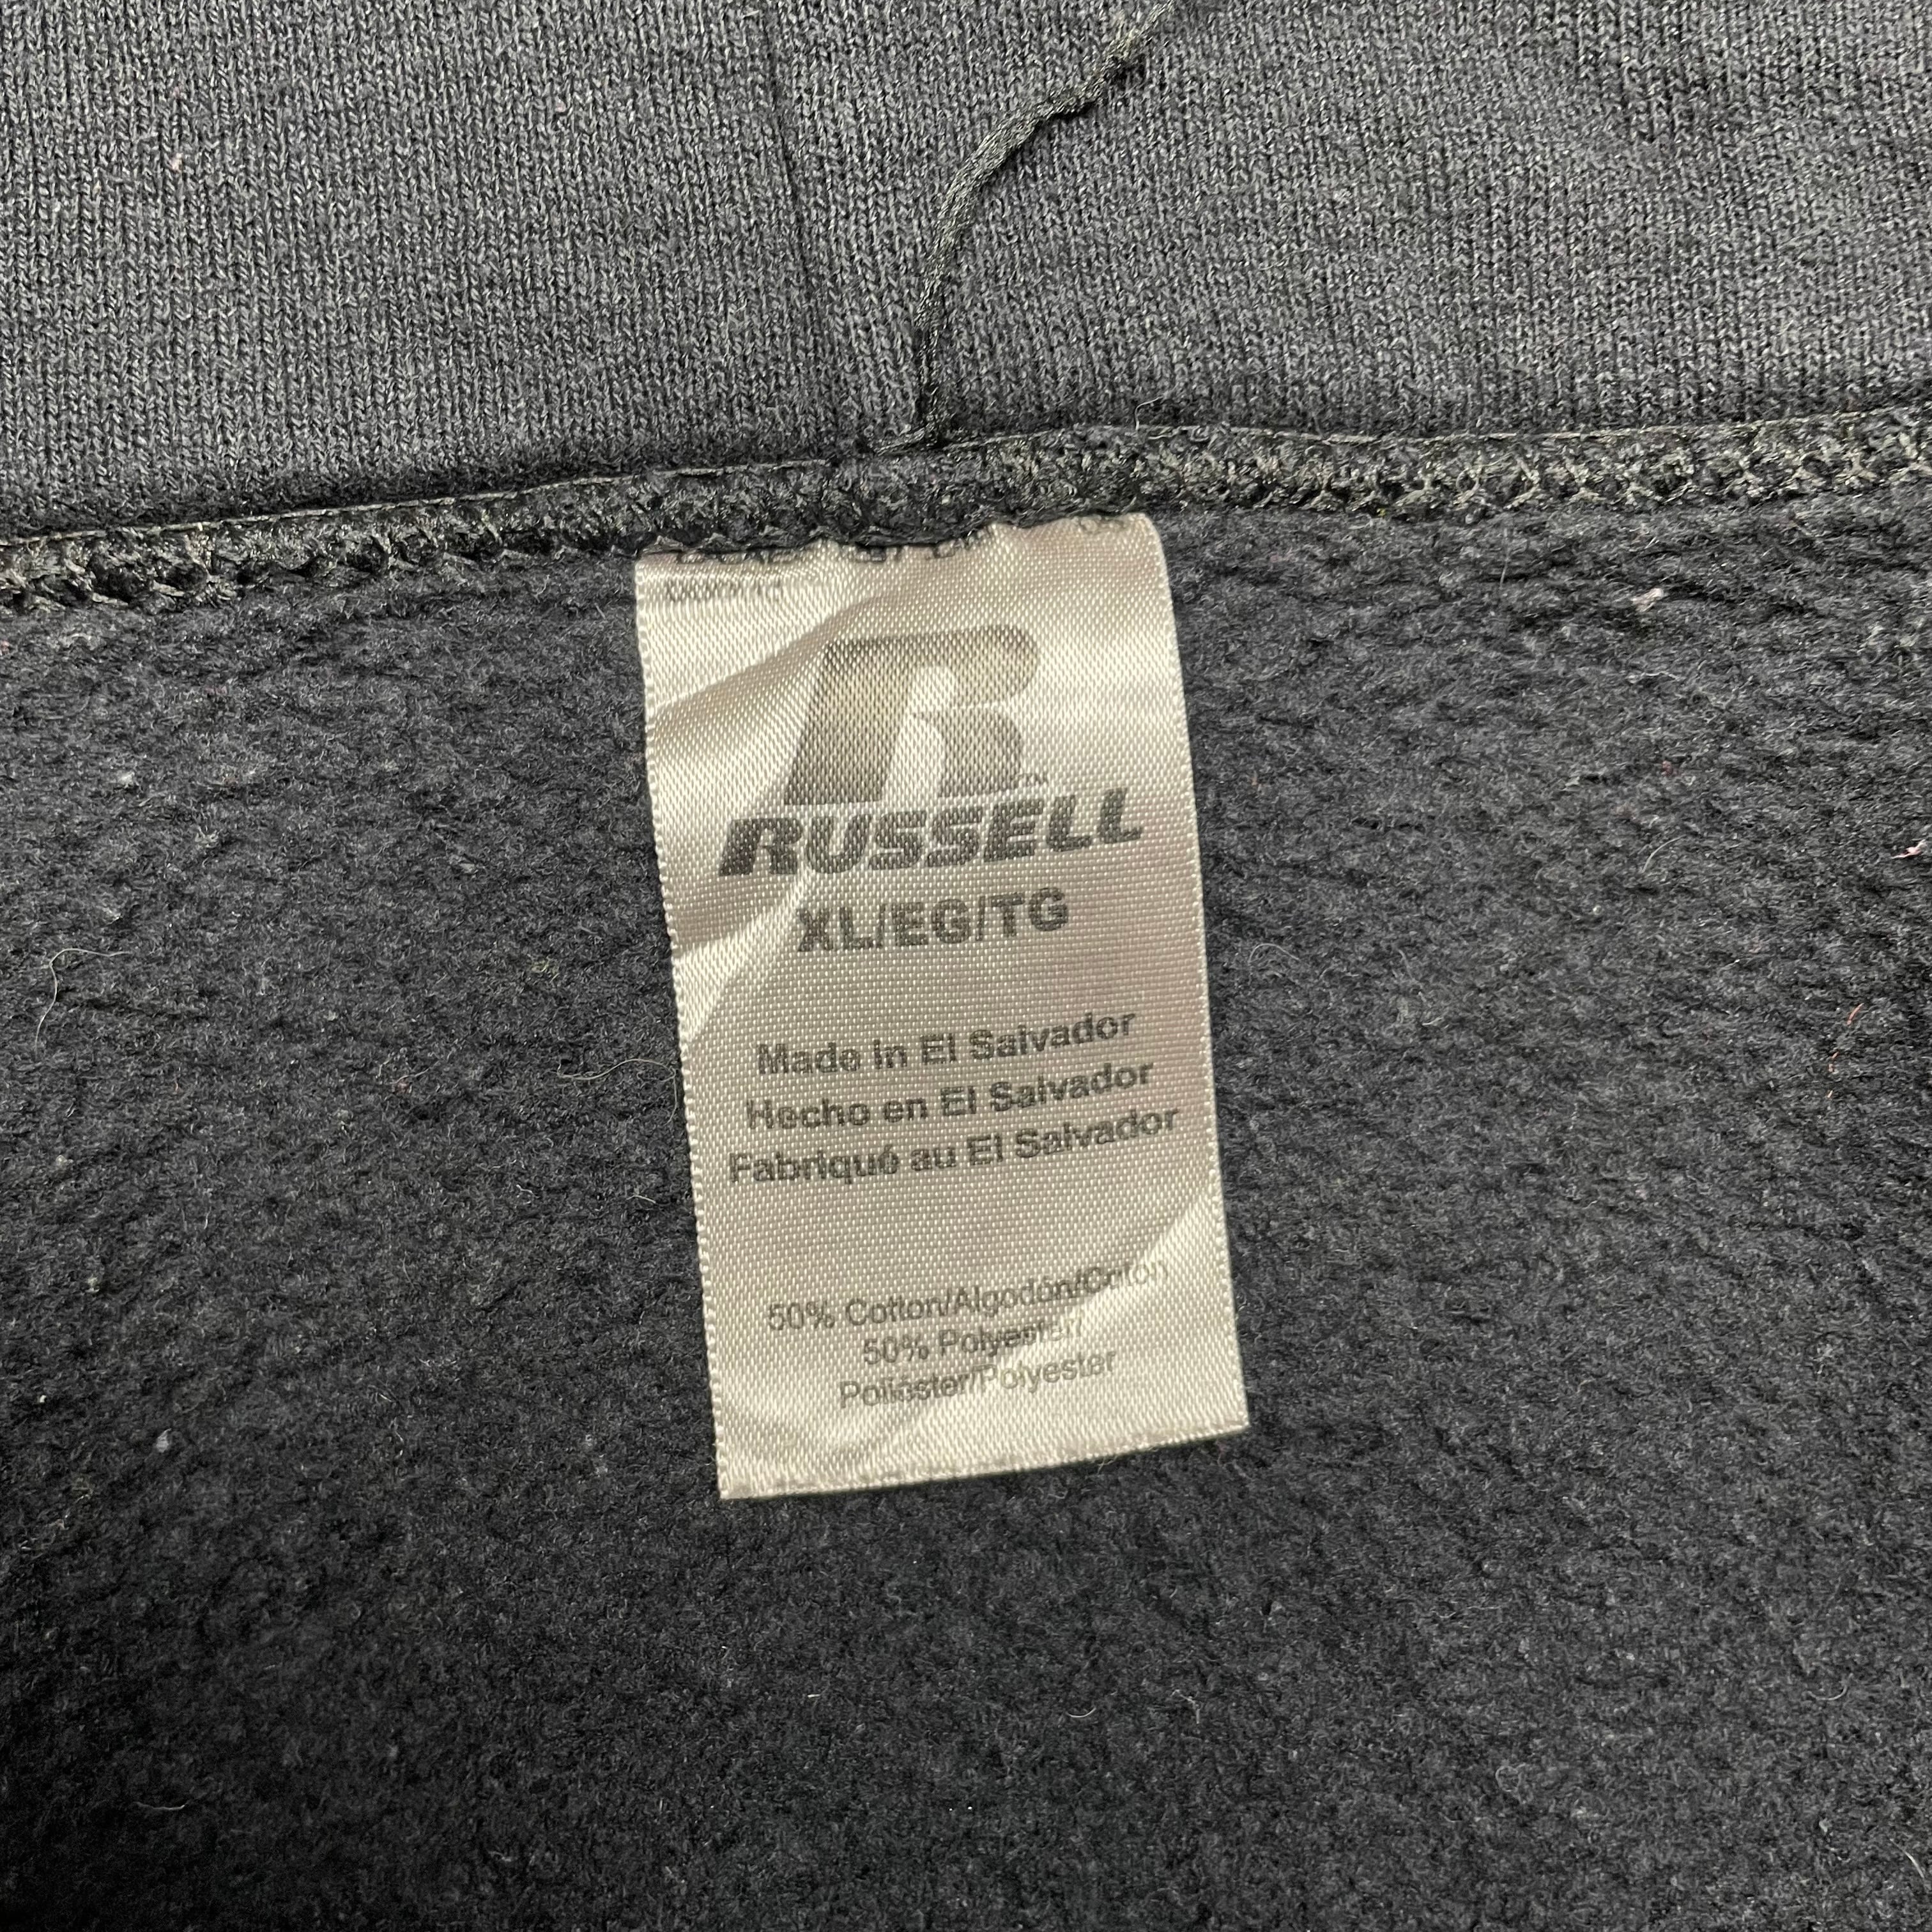 R
RUSSELL
XL/EG/TG
Made in El Salvador
Hecho en El Salvador
Fabriqué au El Salvador
50% Cotton/Algodón/Coton
50% Polyester/
Poliéster/Polyester